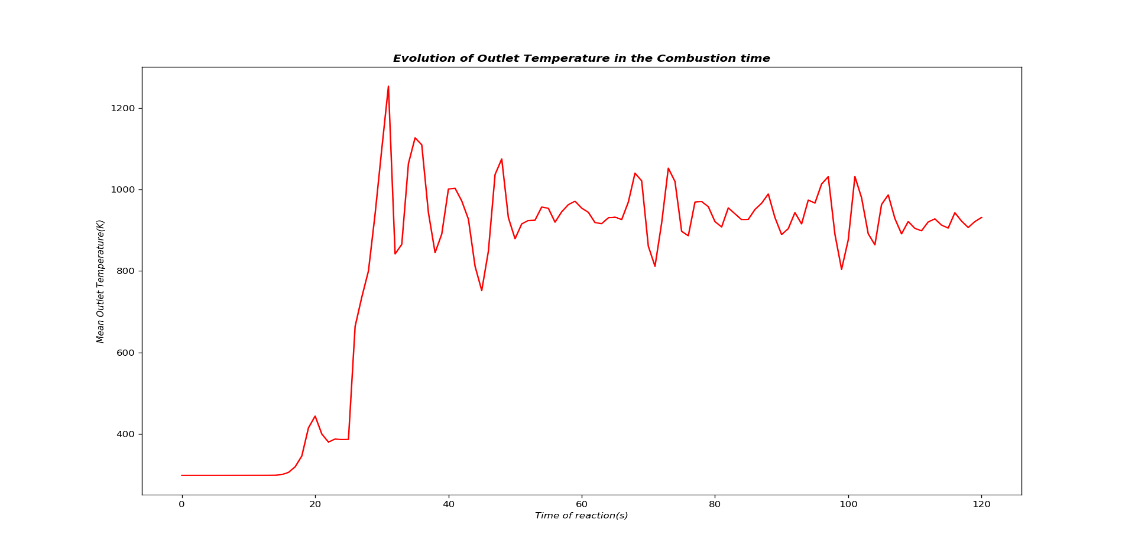 Evolution of Outlet Temperature in the Combustion time
1200
1000
800
600
400
Mean Outlet Temperature(K)
0 20 40 60 80 100 120
Time of reaction(s)